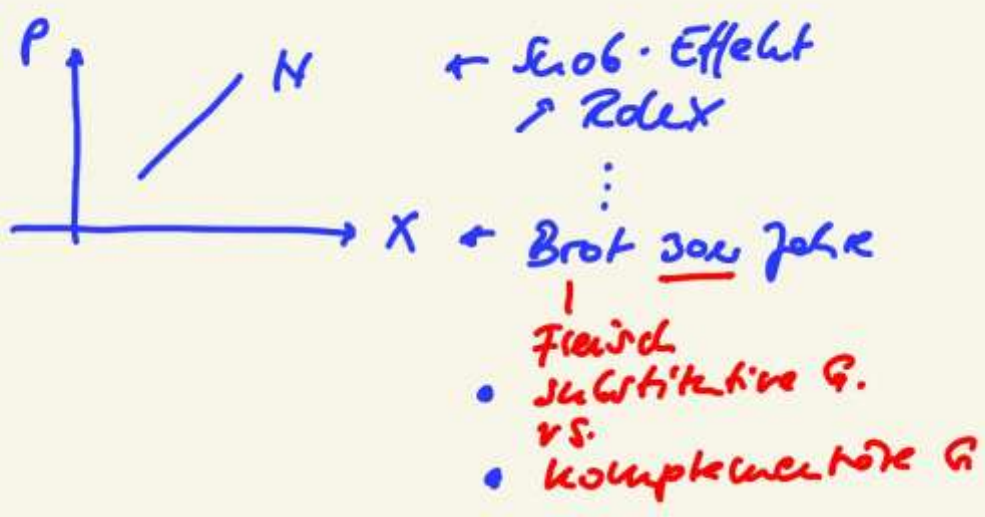 P
N
← Snob-Effekt
↗ Rolex
⋮
X ← Brot 30er Jahre
Fleisch
• substitutive G.
vs.
• komplementäre G